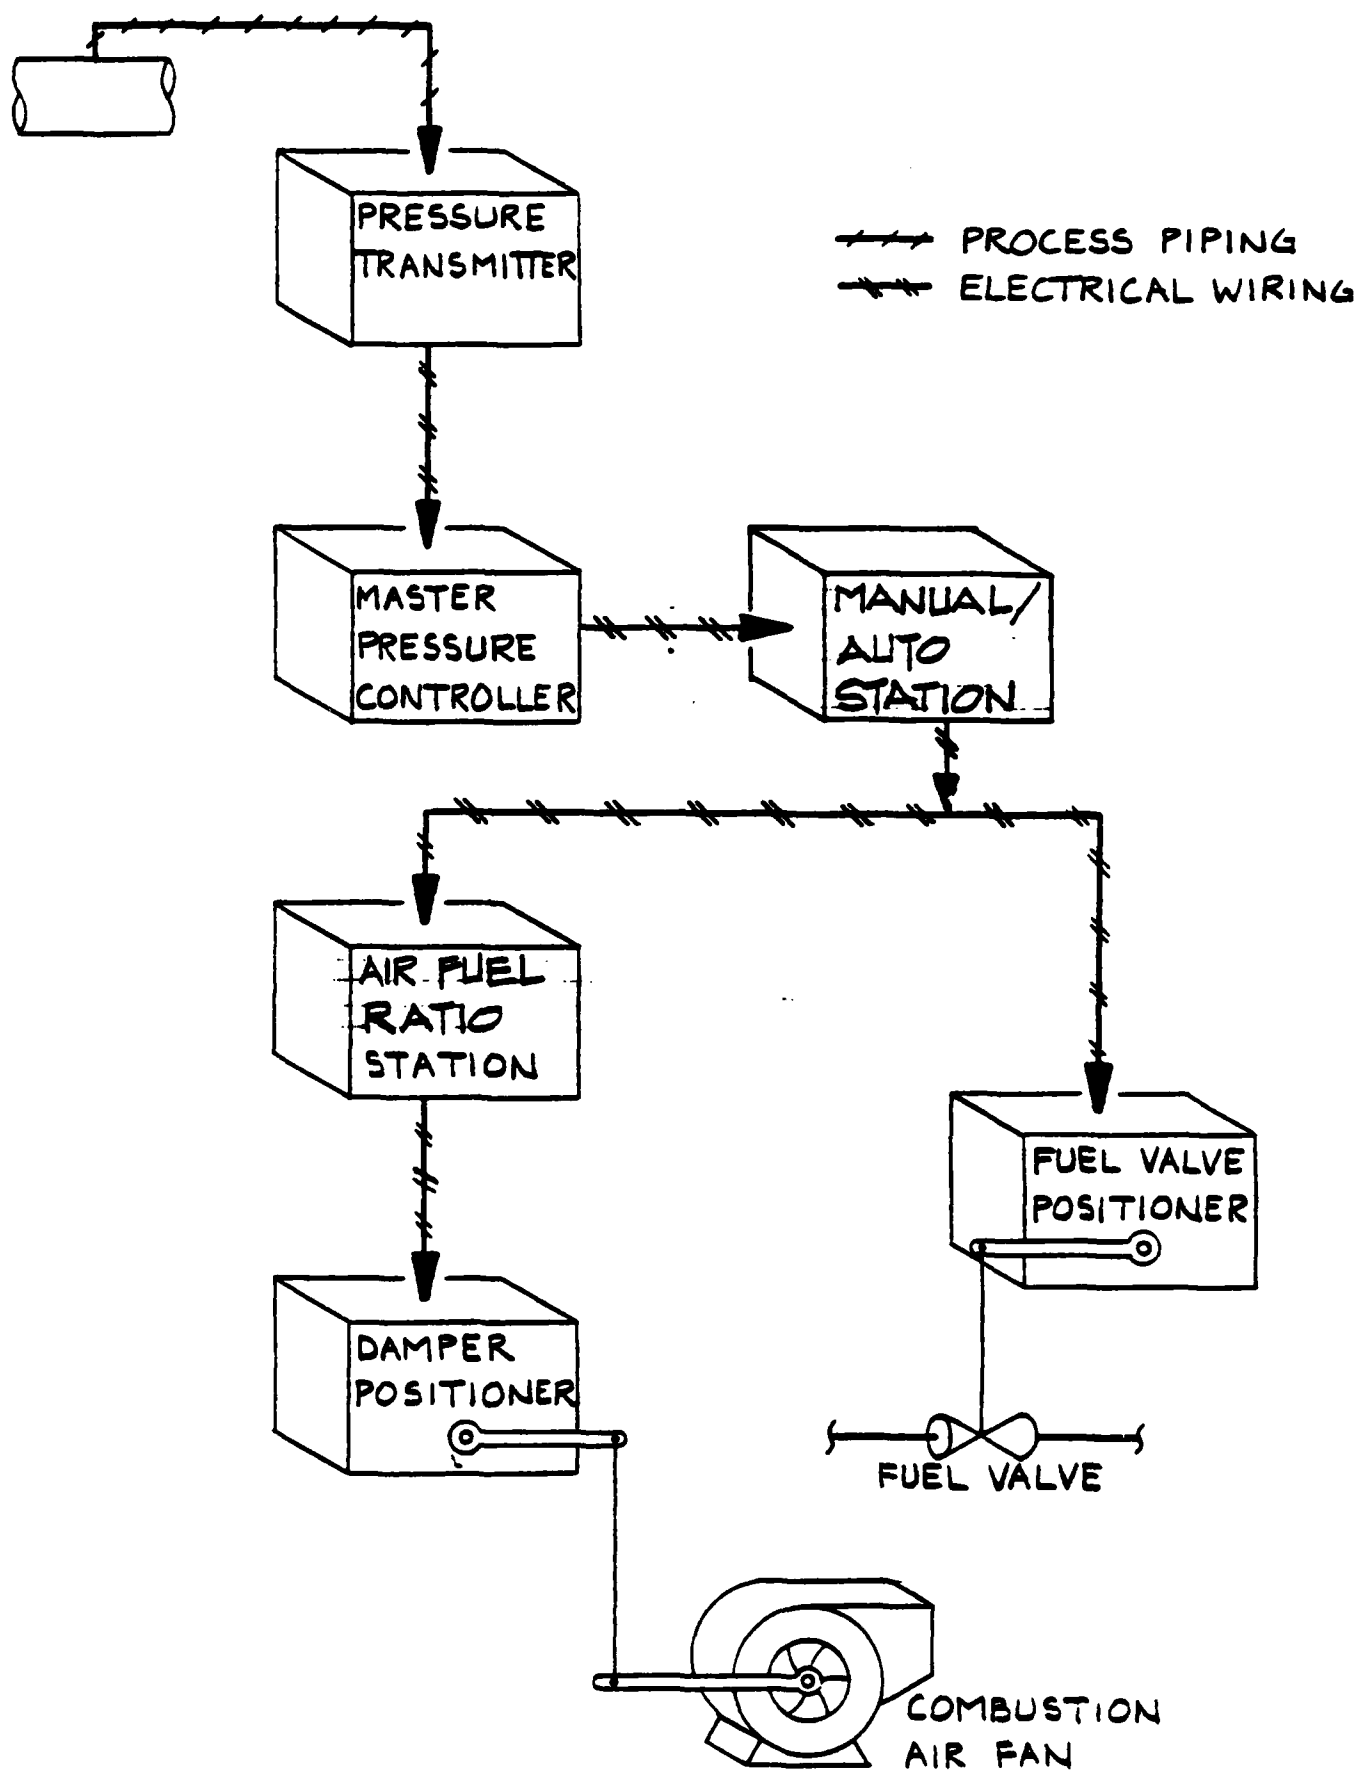 PRESSURE
TRANSMITTER
PROCESS PIPING
ELECTRICAL WIRING
MASTER
PRESSURE
CONTROLLER
MANUAL/
AUTO
STATION
AIR FUEL
RATIO
STATION
FUEL VALVE
POSITIONER
DAMPER
POSITIONER
FUEL VALVE
COMBUSTION
AIR FAN